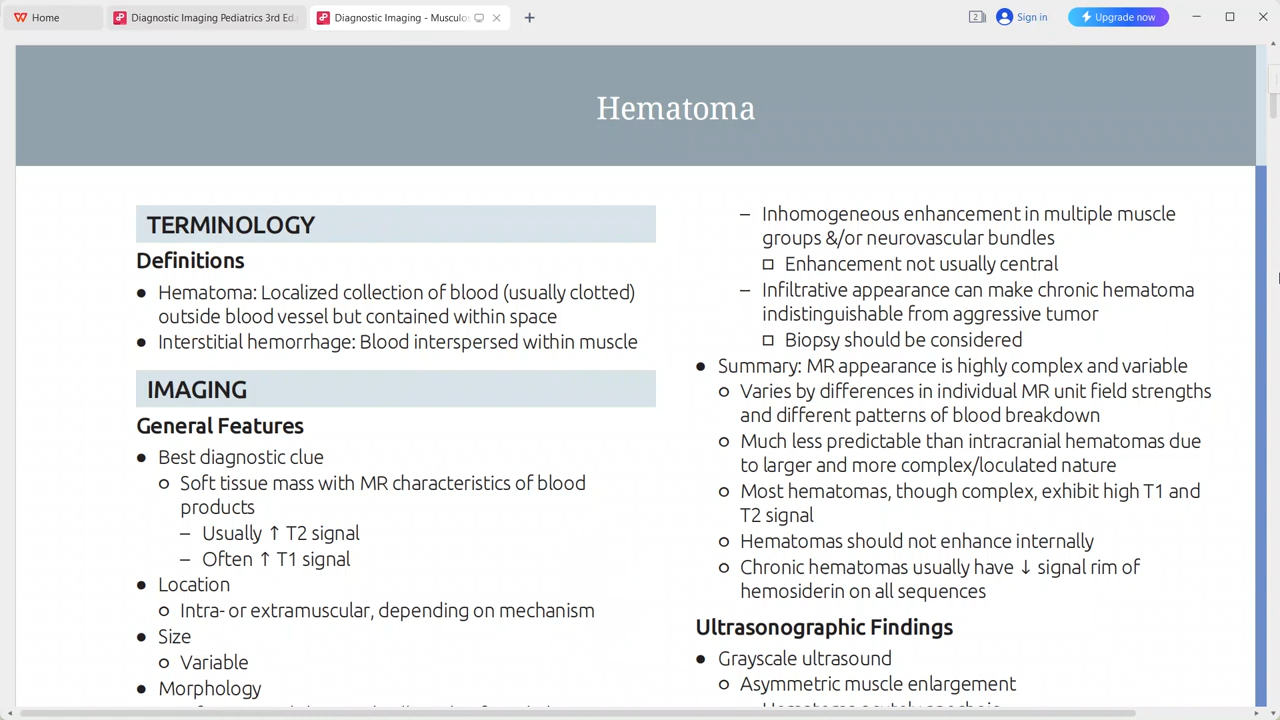 Home
Diagnostic Imaging Pediatrics 3rd Ed.
Diagnostic Imaging - Musculos
2
Sign in
Upgrade now
Hematoma
TERMINOLOGY
Definitions
● Hematoma: Localized collection of blood (usually clotted)
outside blood vessel but contained within space
● Interstitial hemorrhage: Blood interspersed within muscle
IMAGING
General Features
● Best diagnostic clue
○ Soft tissue mass with MR characteristics of blood
products
– Usually ↑ T2 signal
– Often ↑ T1 signal
● Location
○ Intra- or extramuscular, depending on mechanism
● Size
○ Variable
● Morphology
– Inhomogeneous enhancement in multiple muscle
groups &/or neurovascular bundles
□ Enhancement not usually central
– Infiltrative appearance can make chronic hematoma
indistinguishable from aggressive tumor
□ Biopsy should be considered
● Summary: MR appearance is highly complex and variable
○ Varies by differences in individual MR unit field strengths
and different patterns of blood breakdown
○ Much less predictable than intracranial hematomas due
to larger and more complex/loculated nature
○ Most hematomas, though complex, exhibit high T1 and
T2 signal
○ Hematomas should not enhance internally
○ Chronic hematomas usually have ↓ signal rim of
hemosiderin on all sequences
Ultrasonographic Findings
● Grayscale ultrasound
○ Asymmetric muscle enlargement